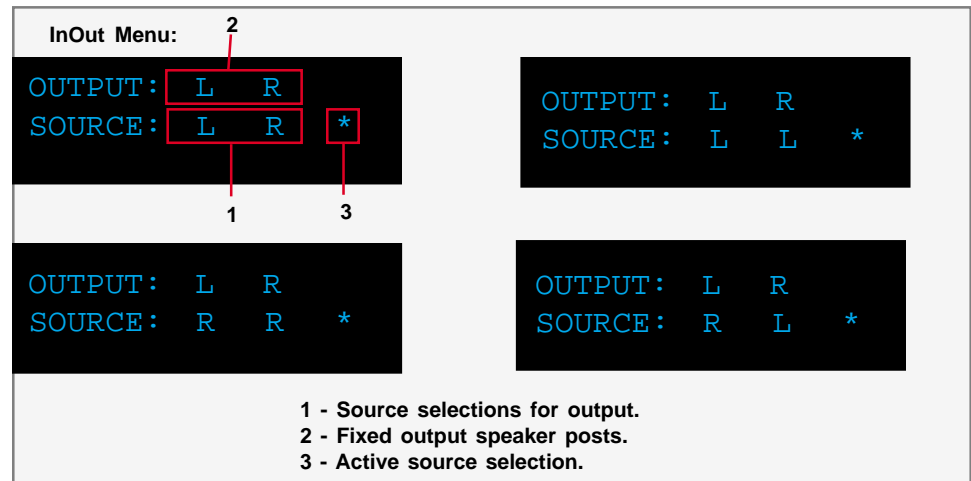 InOut Menu:
2
OUTPUT: L R
SOURCE: L R *
1
3
OUTPUT: L R
SOURCE: L L *
OUTPUT: L R
SOURCE: R R *
OUTPUT: L R
SOURCE: R L *
1 - Source selections for output.
2 - Fixed output speaker posts.
3 - Active source selection.